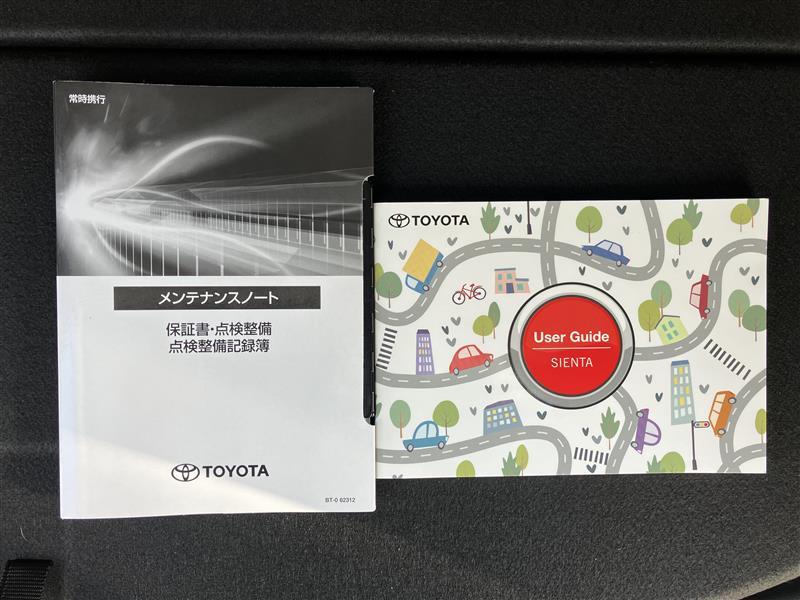 常時携行
メンテナンスノート
保証書・点検整備
点検整備記録簿
TOYOTA
BT-0 62312
TOYOTA
User Guide
SIENTA